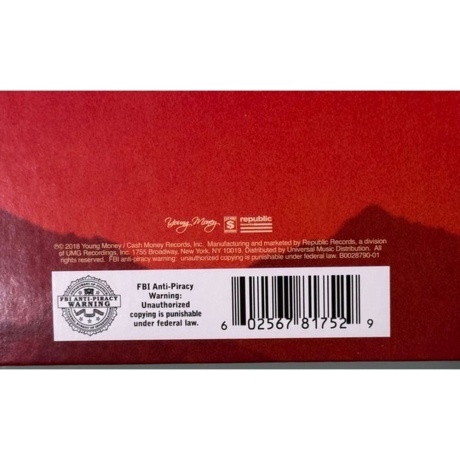 Young Money
republic
℗© 2018 Young Money / Cash Money Records, Inc. Manufacturing and marketed by Republic Records, a division
of UMG Recordings, Inc. 1755 Broadway, New York, NY 10019. Distributed by Universal Music Distribution. All
rights reserved. FBI anti-piracy warning: unauthorized copying is punishable under federal law. B0028790-01
FBI ANTI-PIRACY
WARNING
FBI Anti-Piracy
Warning:
Unauthorized
copying is punishable
under federal law.
6 02567 81752 9